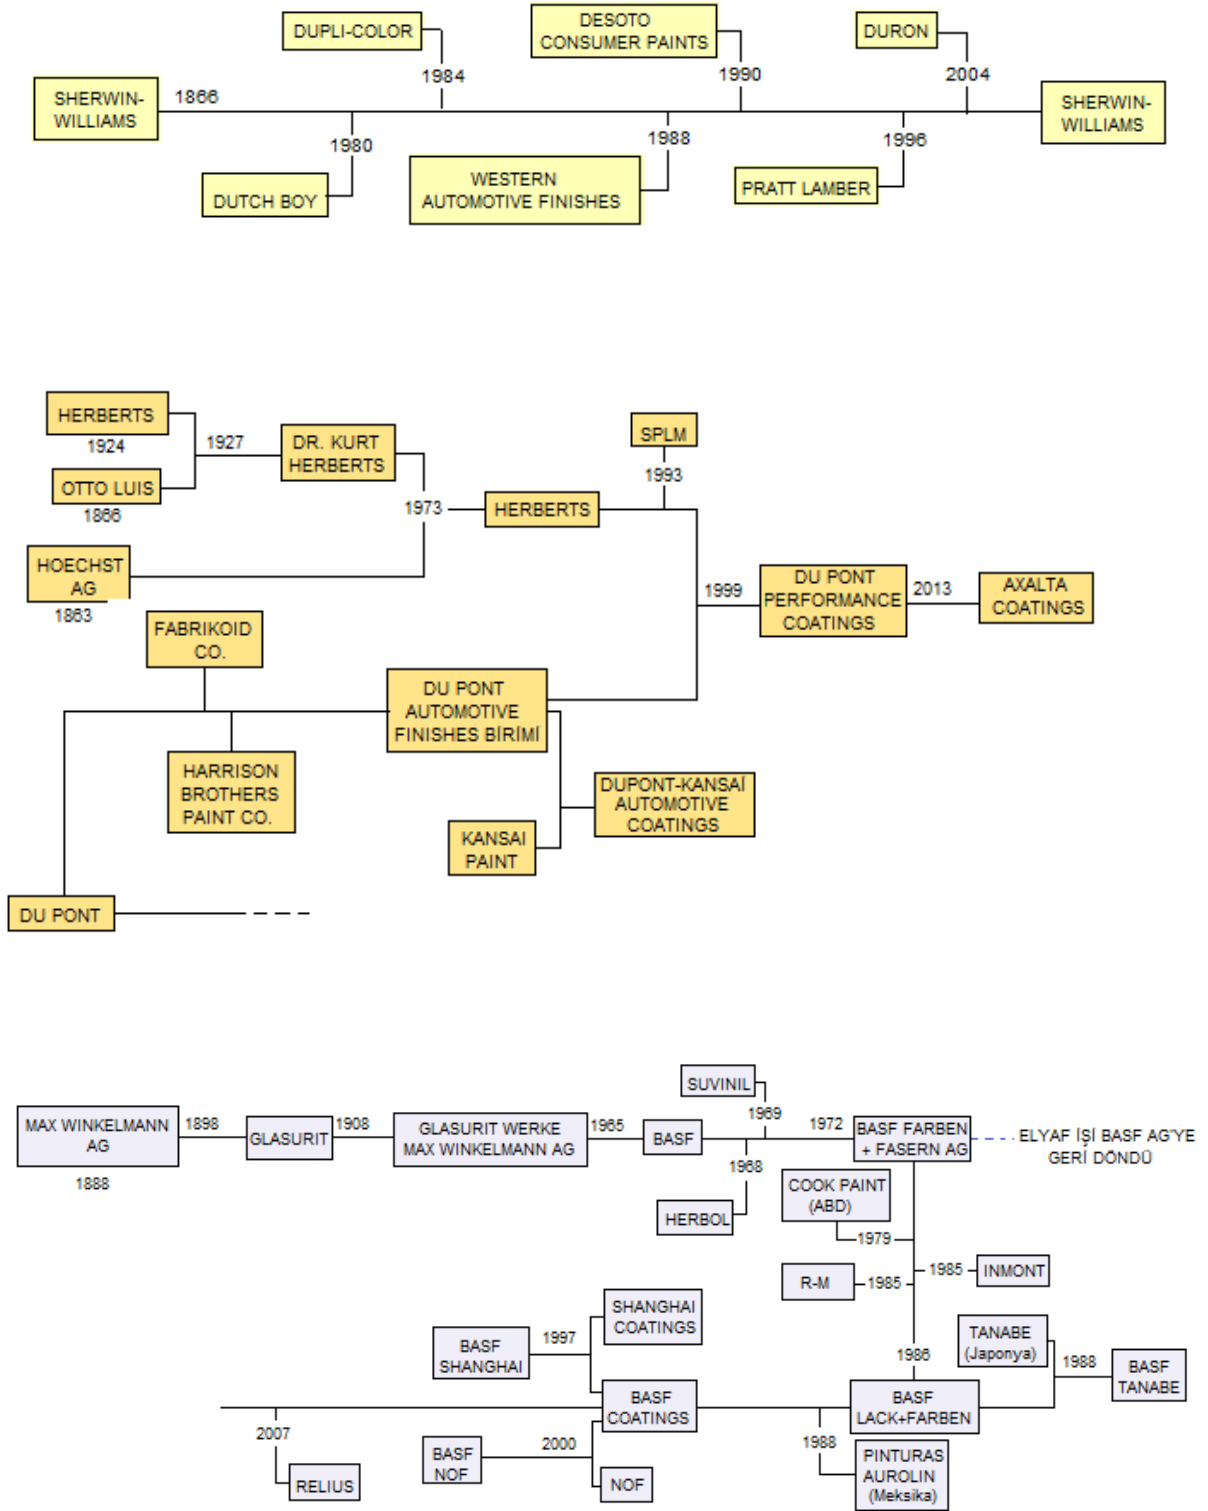 DUPLI-COLOR
DESOTO
CONSUMER PAINTS
DURON
1984
1990
2004
SHERWIN-
WILLIAMS
1866
SHERWIN-
WILLIAMS
1980
1988
1996
DUTCH BOY
WESTERN
AUTOMOTIVE FINISHES
PRATT LAMBER
HERBERTS
1924
1927
DR. KURT
HERBERTS
SPLM
1993
OTTO LUIS
1866
1973
HERBERTS
HOECHST
AG
1863
1999
DU PONT
PERFORMANCE
COATINGS
2013
AXALTA
COATINGS
FABRIKOID
CO.
DU PONT
AUTOMOTIVE
FINISHES BİRİMİ
HARRISON
BROTHERS
PAINT CO.
DUPONT-KANSAİ
AUTOMOTIVE
COATINGS
KANSAI
PAINT
DU PONT
SUVINIL
1969
MAX WINKELMANN
AG
1888
1898
GLASURIT
1908
GLASURIT WERKE
MAX WINKELMANN AG
1965
BASF
1972
BASF FARBEN
+ FASERN AG
ELYAF İŞİ BASF AG'YE
GERİ DÖNDÜ
1968
HERBOL
COOK PAINT
(ABD)
1979
R-M
1985
1985
INMONT
SHANGHAI
COATINGS
1997
BASF
SHANGHAI
1986
TANABE
(Japonya)
1988
BASF
TANABE
BASF
COATINGS
BASF
LACK+FARBEN
2007
RELIUS
BASF
NOF
2000
NOF
1988
PINTURAS
AUROLIN
(Meksika)